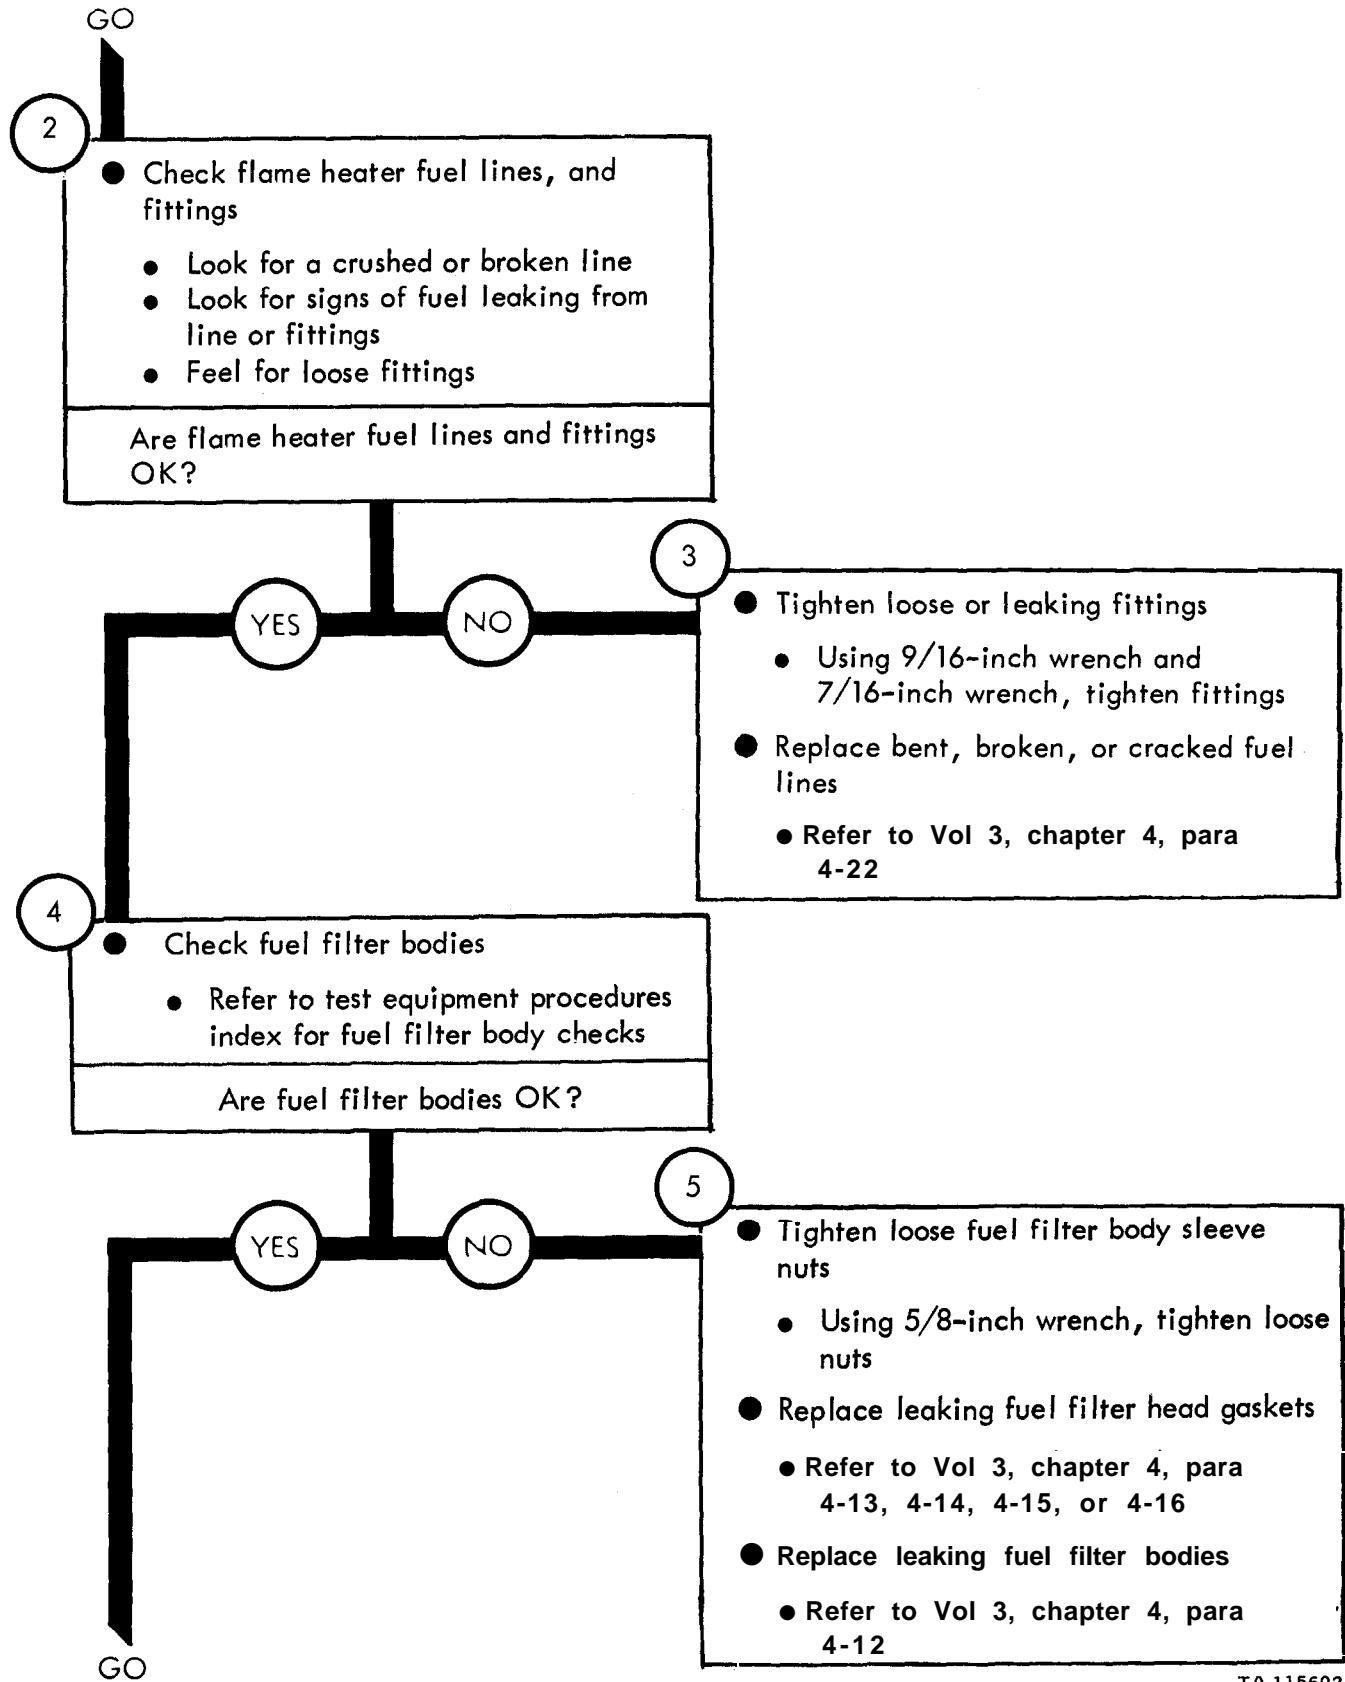 GO
2
● Check flame heater fuel lines, and
fittings
● Look for a crushed or broken line
● Look for signs of fuel leaking from
line or fittings
● Feel for loose fittings
Are flame heater fuel lines and fittings
OK?
YES
NO
3
● Tighten loose or leaking fittings
● Using 9/16-inch wrench and
7/16-inch wrench, tighten fittings
● Replace bent, broken, or cracked fuel
lines
● Refer to Vol 3, chapter 4, para
4-22
4
● Check fuel filter bodies
● Refer to test equipment procedures
index for fuel filter body checks
Are fuel filter bodies OK?
YES
NO
5
● Tighten loose fuel filter body sleeve
nuts
● Using 5/8-inch wrench, tighten loose
nuts
● Replace leaking fuel filter head gaskets
● Refer to Vol 3, chapter 4, para
4-13, 4-14, 4-15, or 4-16
● Replace leaking fuel filter bodies
● Refer to Vol 3, chapter 4, para
4-12
GO